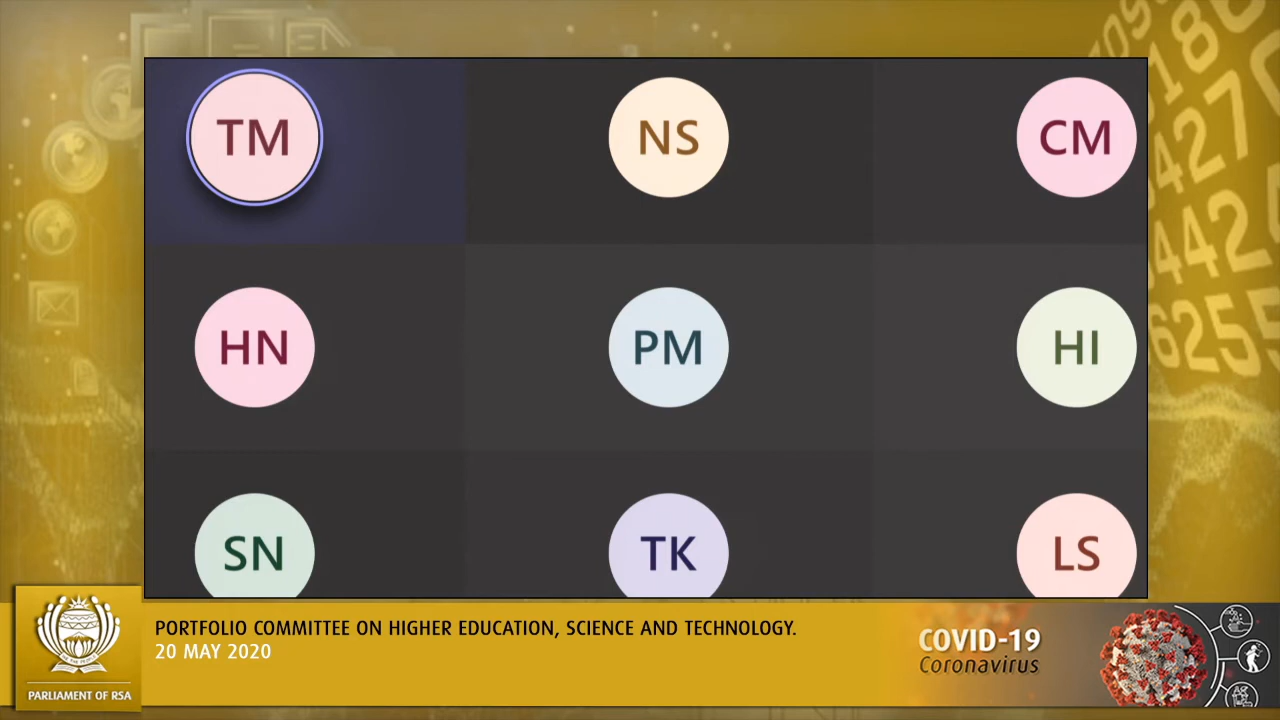 TM
NS
CM
HN
PM
HI
SN
TK
LS
PORTFOLIO COMMITTEE ON HIGHER EDUCATION, SCIENCE AND TECHNOLOGY.
20 MAY 2020
COVID-19
Coronavirus
PARLIAMENT OF RSA